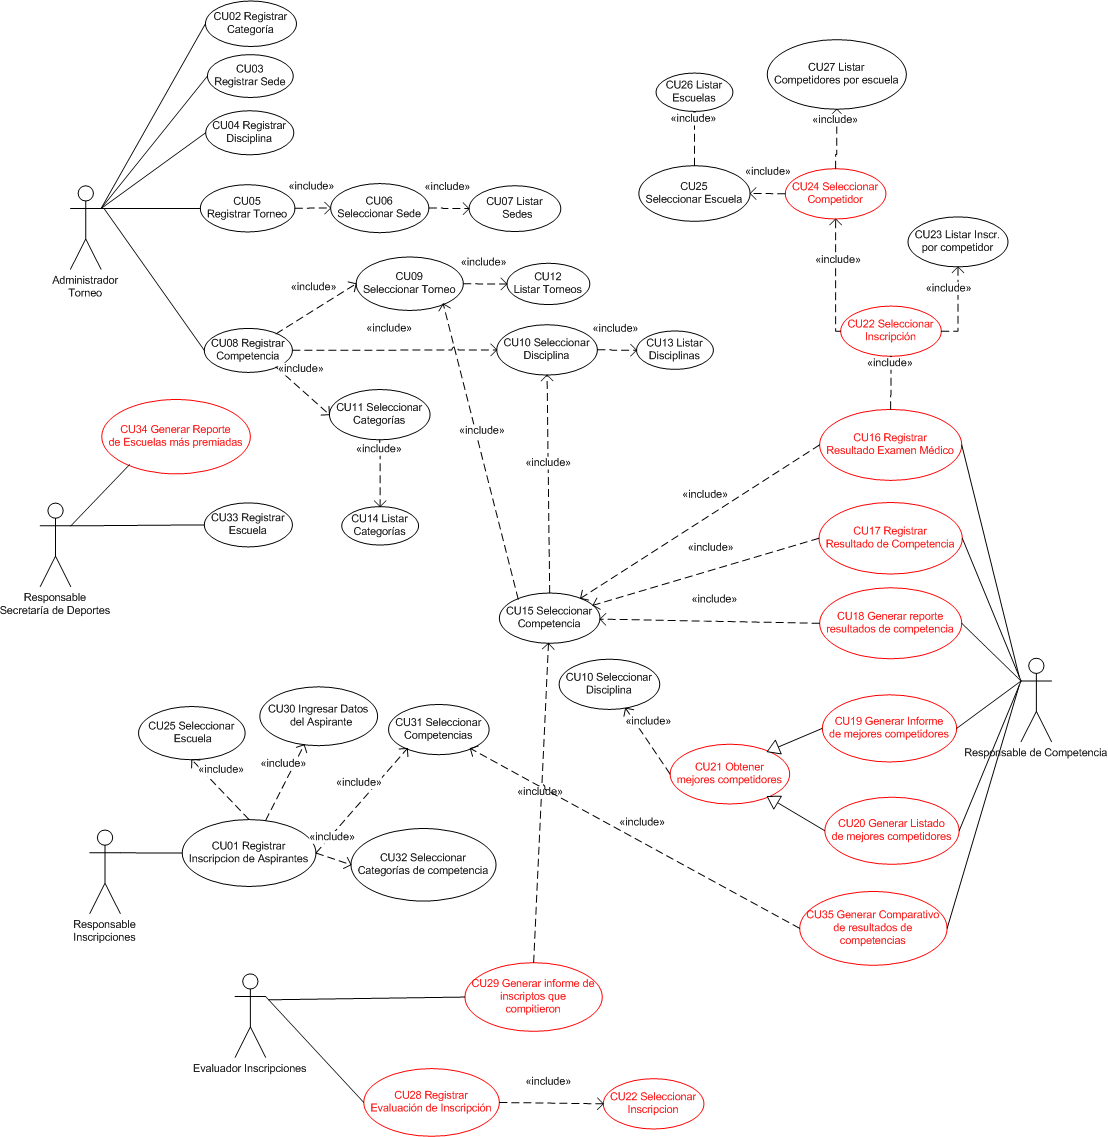 CU02 Registrar
Categoría
CU03
Registrar Sede
CU04 Registrar
Disciplina
CU05
Registrar Torneo
«include»
CU06
Seleccionar Sede
«include»
CU07 Listar
Sedes
Administrador
Torneo
CU08 Registrar
Competencia
«include»
CU09
Seleccionar Torneo
«include»
CU12
Listar Torneos
«include»
CU10 Seleccionar
Disciplina
«include»
CU13 Listar
Disciplinas
«include»
CU11 Seleccionar
Categorías
«include»
CU14 Listar
Categorías
CU26 Listar
Escuelas
«include»
CU25
Seleccionar Escuela
«include»
CU27 Listar
Competidores por escuela
«include»
CU24 Seleccionar
Competidor
«include»
CU23 Listar Inscr.
por competidor
«include»
CU22 Seleccionar
Inscripción
«include»
CU34 Generar Reporte
de Escuelas más premiadas
CU33 Registrar
Escuela
Responsable
Secretaría de Deportes
«include»
«include»
CU15 Seleccionar
Competencia
«include»
«include»
«include»
CU16 Registrar
Resultado Examen Médico
CU17 Registrar
Resultado de Competencia
CU18 Generar reporte
resultados de competencia
Responsable de Competencia
CU10 Seleccionar
Disciplina
«include»
CU21 Obtener
mejores competidores
CU19 Generar Informe
de mejores competidores
CU20 Generar Listado
de mejores competidores
CU35 Generar Comparativo
de resultados de
competencias
«include»
«include»
CU25 Seleccionar
Escuela
CU30 Ingresar Datos
del Aspirante
CU31 Seleccionar
Competencias
«include»
«include»
«include»
«include»
CU01 Registrar
Inscripcion de Aspirantes
CU32 Seleccionar
Categorías de competencia
Responsable
Inscripciones
CU29 Generar informe de
inscriptos que
compitieron
Evaluador Inscripciones
CU28 Registrar
Evaluación de Inscripción
«include»
CU22 Seleccionar
Inscripcion